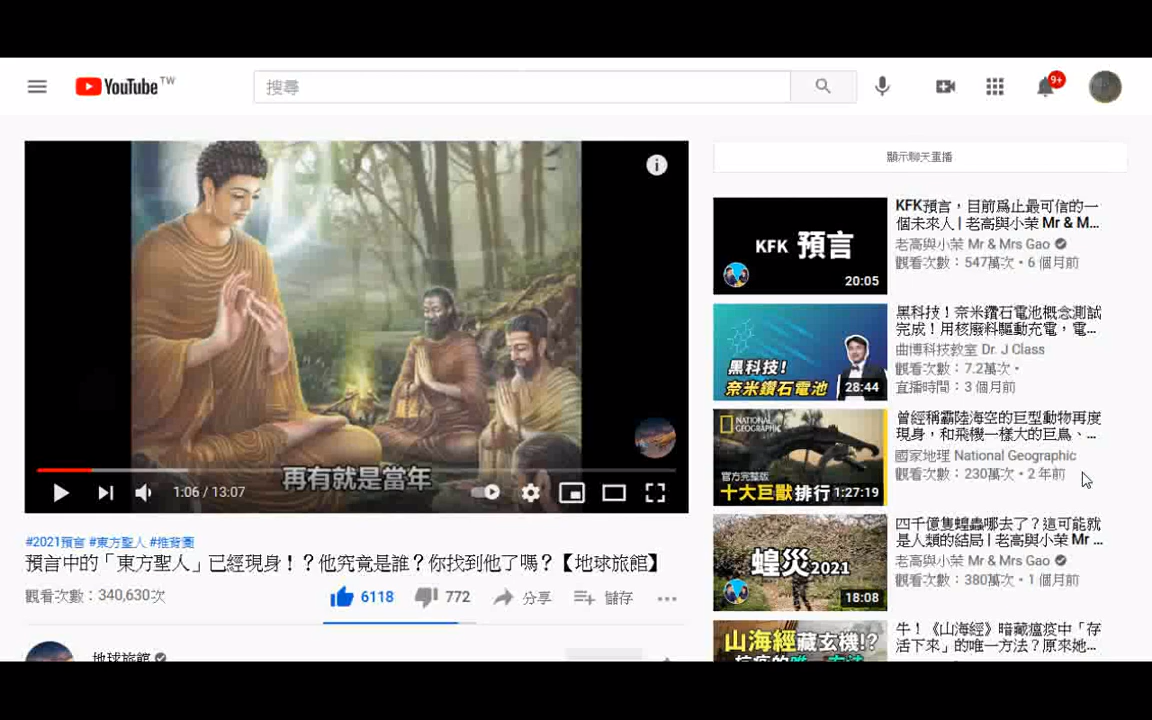 YouTube TW
搜尋
9+
再有就是當年
1:06 / 13:07
#2021預言 #東方聖人 #推背圖
預言中的「東方聖人」已經現身！？他究竟是誰？你找到他了嗎？【地球旅館】
觀看次數：340,630次
6118
772
分享
儲存
地球旅館
顯示聊天重播
KFK 預言
20:05
KFK預言，目前爲止最可信的一
個未來人 | 老高與小茉 Mr & M...
老高與小茉 Mr & Mrs Gao
觀看次數：547萬次・6 個月前
黑科技!
奈米鑽石電池
28:44
黑科技！奈米鑽石電池概念測試
完成！用核廢料驅動充電，電...
曲博科技教室 Dr. J Class
觀看次數：7.2萬次・
直播時間：3 個月前
NATIONAL
GEOGRAPHIC
官方完整版
十大巨獸排行
1:27:19
曾經稱霸陸海空的巨型動物再度
現身，和飛機一樣大的巨鳥、...
國家地理 National Geographic
觀看次數：230萬次・2 年前
蝗災2021
18:08
四千億隻蝗蟲哪去了？這可能就
是人類的結局 | 老高與小茉 Mr ...
老高與小茉 Mr & Mrs Gao
觀看次數：380萬次・1 個月前
山海經藏玄機!?
牛！《山海經》暗藏瘟疫中「存
活下來」的唯一方法？原來她...